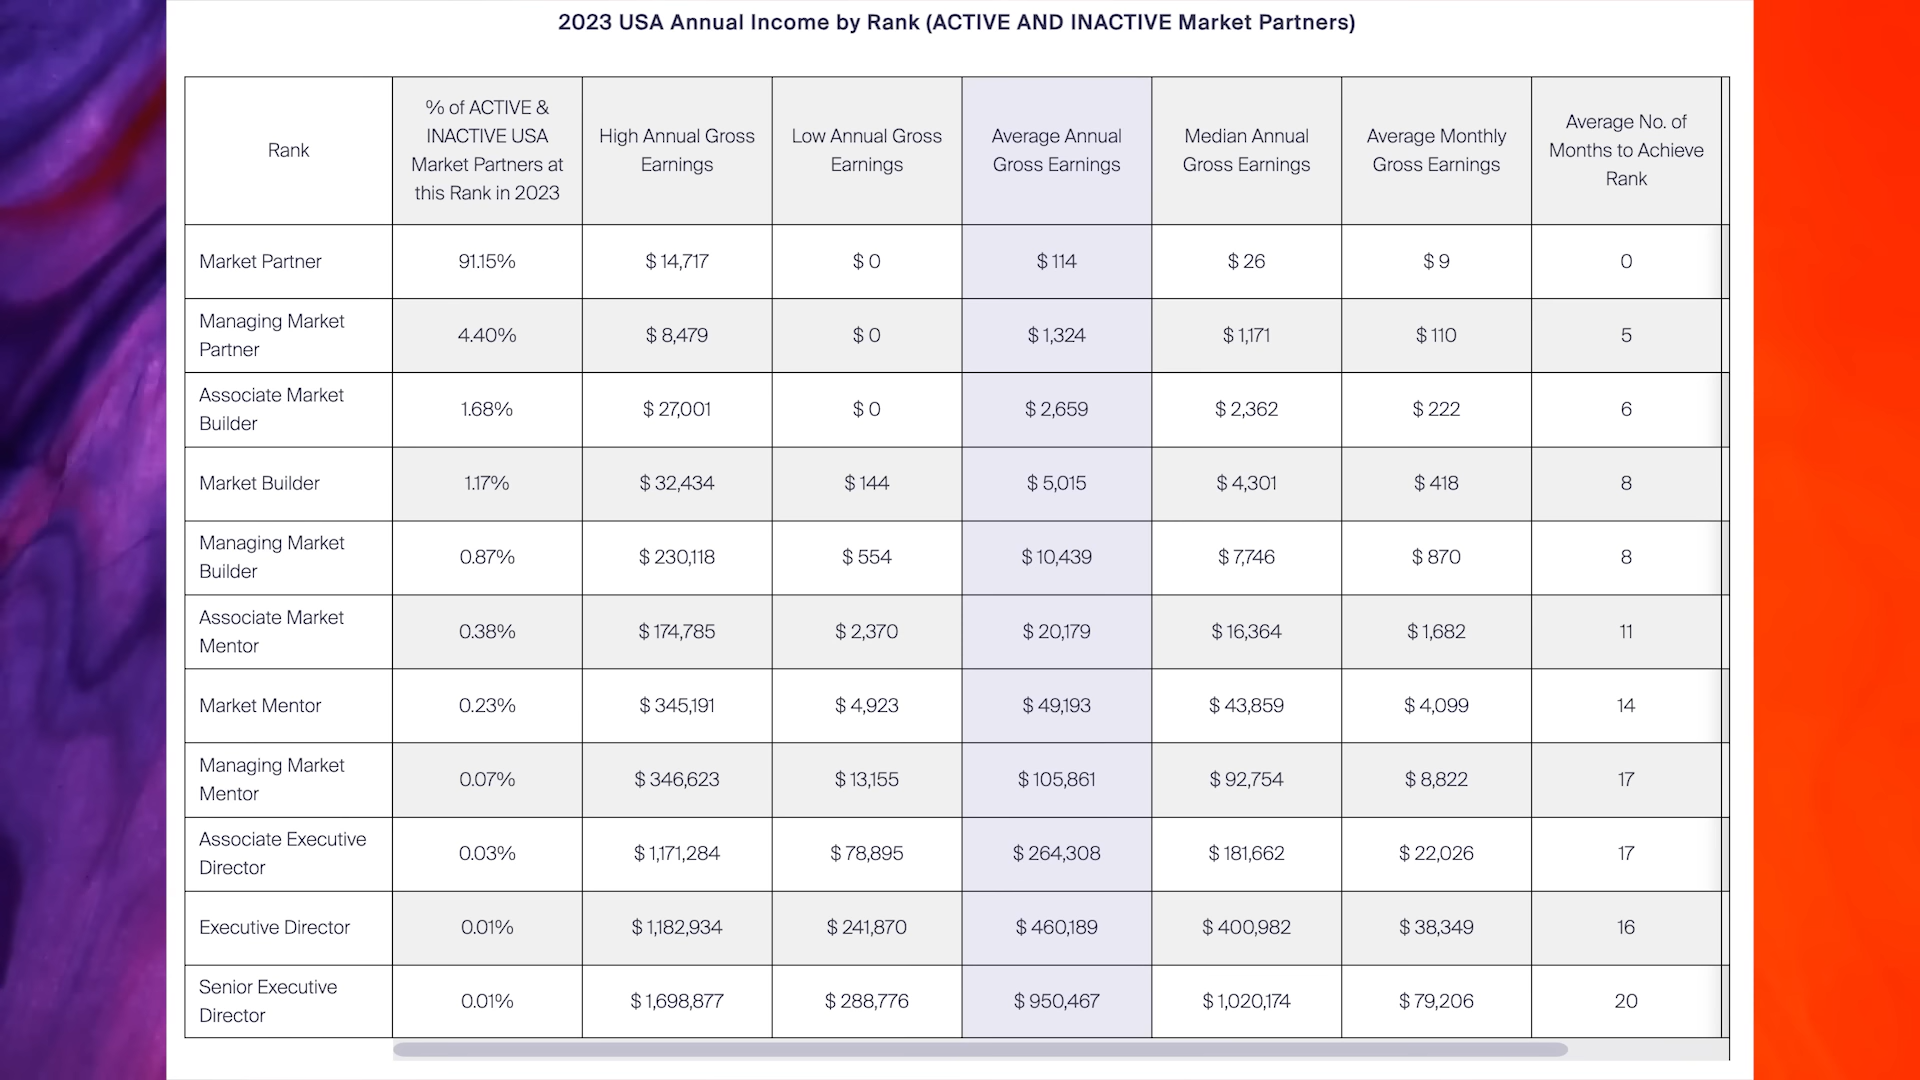 2023 USA Annual Income by Rank (ACTIVE AND INACTIVE Market Partners)
Rank
% of ACTIVE &
INACTIVE USA
Market Partners at
this Rank in 2023
High Annual Gross
Earnings
Low Annual Gross
Earnings
Average Annual
Gross Earnings
Median Annual
Gross Earnings
Average Monthly
Gross Earnings
Average No. of
Months to Achieve
Rank
Market Partner
91.15%
$ 14,717
$ 0
$ 114
$ 26
$ 9
0
Managing Market
Partner
4.40%
$ 8,479
$ 0
$ 1,324
$ 1,171
$ 110
5
Associate Market
Builder
1.68%
$ 27,001
$ 0
$ 2,659
$ 2,362
$ 222
6
Market Builder
1.17%
$ 32,434
$ 144
$ 5,015
$ 4,301
$ 418
8
Managing Market
Builder
0.87%
$ 230,118
$ 554
$ 10,439
$ 7,746
$ 870
8
Associate Market
Mentor
0.38%
$ 174,785
$ 2,370
$ 20,179
$ 16,364
$ 1,682
11
Market Mentor
0.23%
$ 345,191
$ 4,923
$ 49,193
$ 43,859
$ 4,099
14
Managing Market
Mentor
0.07%
$ 346,623
$ 13,155
$ 105,861
$ 92,754
$ 8,822
17
Associate Executive
Director
0.03%
$ 1,171,284
$ 78,895
$ 264,308
$ 181,662
$ 22,026
17
Executive Director
0.01%
$ 1,182,934
$ 241,870
$ 460,189
$ 400,982
$ 38,349
16
Senior Executive
Director
0.01%
$ 1,698,877
$ 288,776
$ 950,467
$ 1,020,174
$ 79,206
20